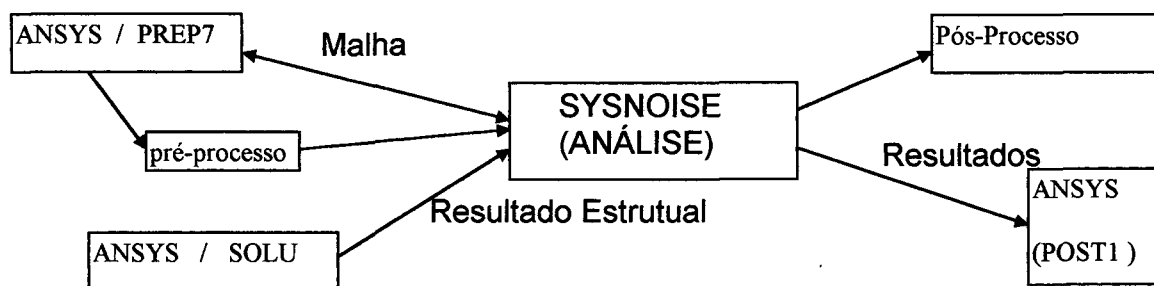 ANSYS / PREP7
Malha
pré-processo
ANSYS / SOLU
Resultado Estrutual
SYSNOISE
(ANÁLISE)
Pós-Processo
Resultados
ANSYS
(POST1 )